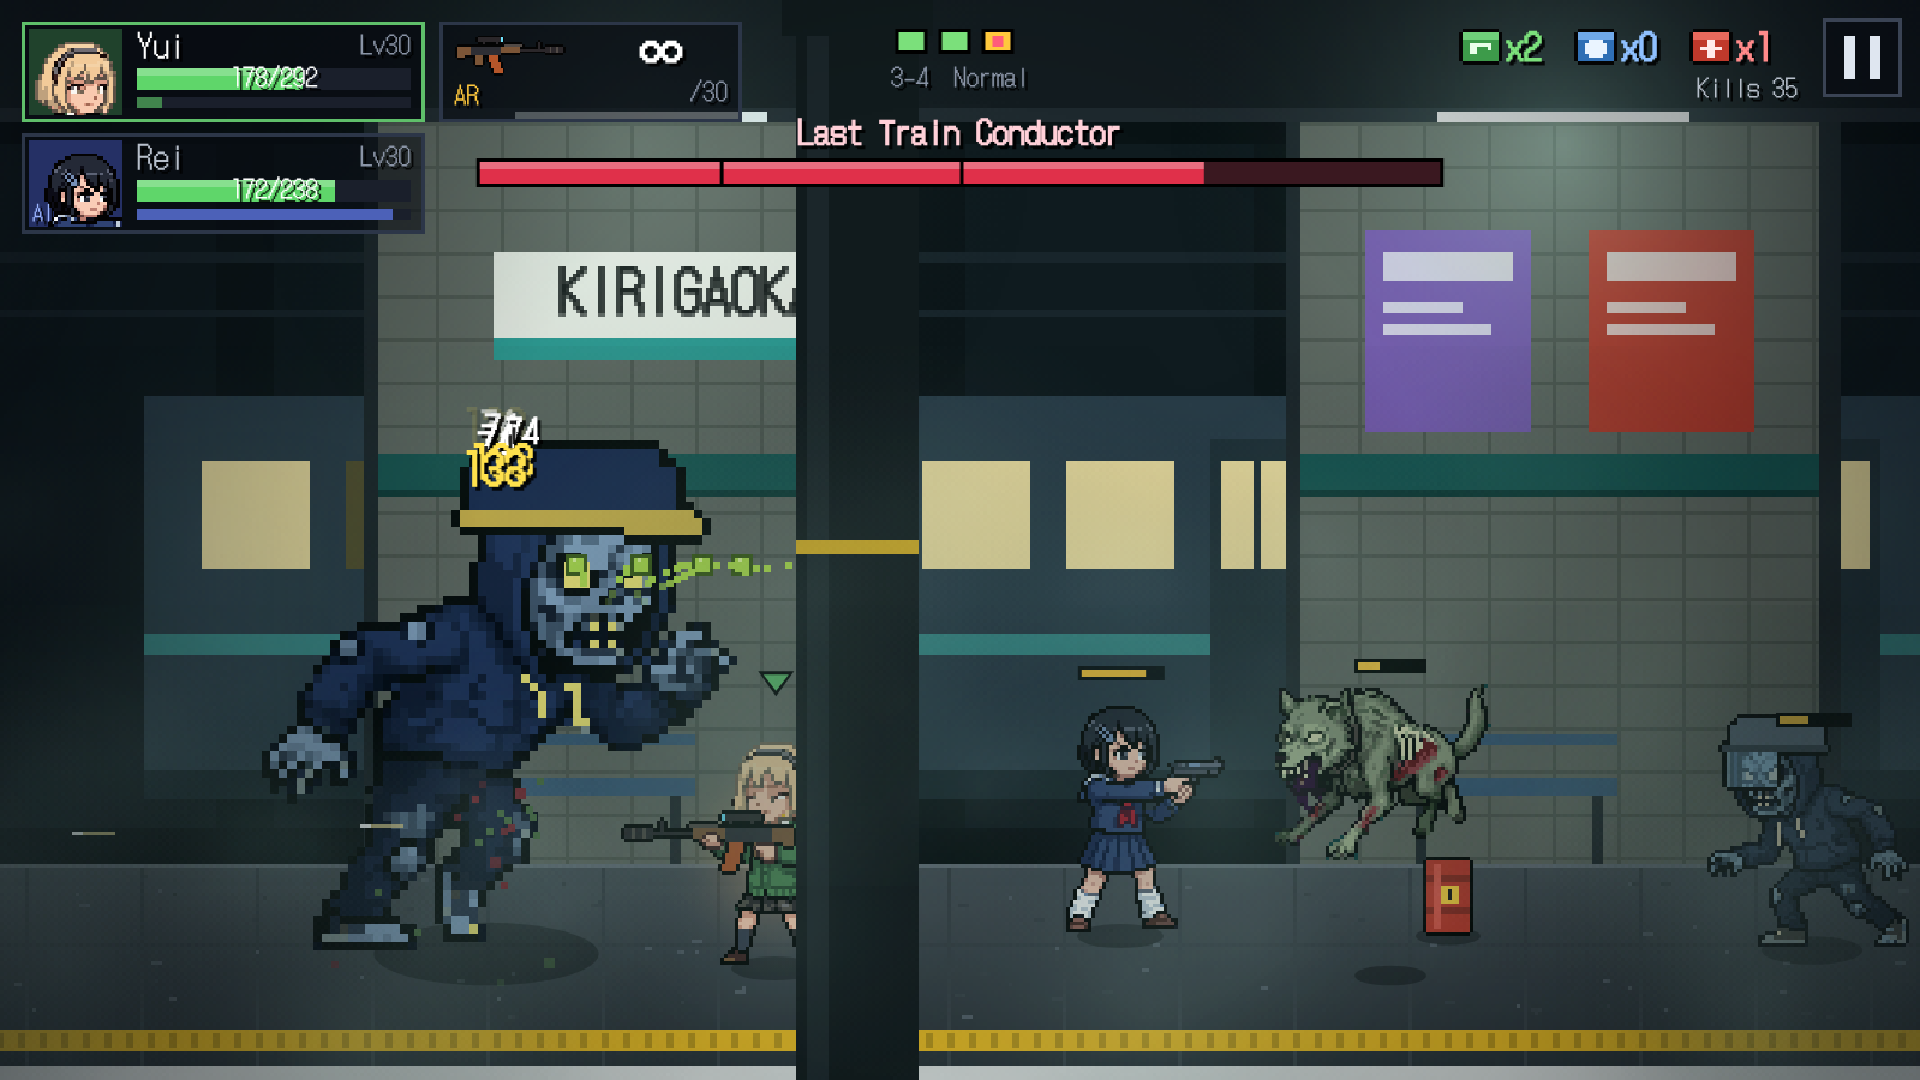 Yui Lv30
178/292
AR ∞ /30
3-4 Normal
x2 x0 x1
Kills 35
Rei Lv30
172/238
AI
Last Train Conductor
KIRIGAOKA